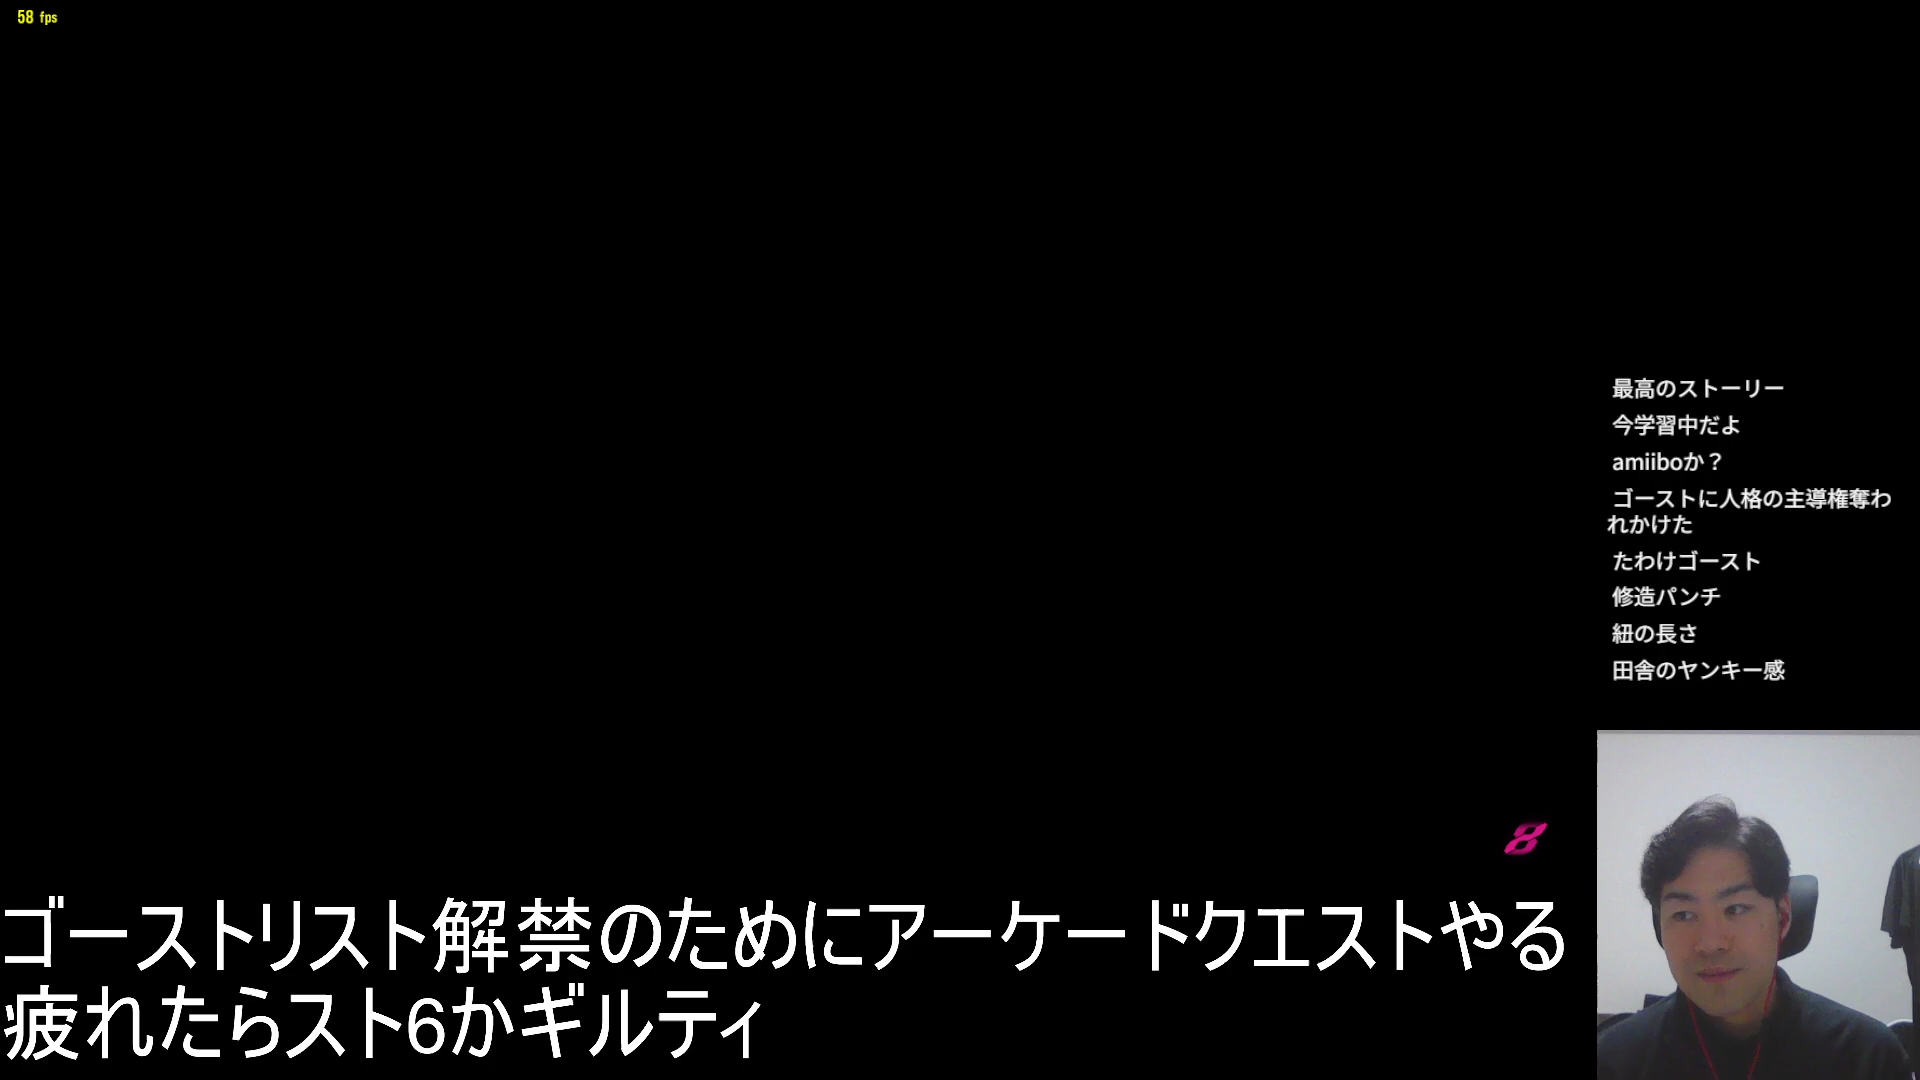 58 fps
最高のストーリー
今学習中だよ
amiiboか？
ゴーストに人格の主導権奪わ
れかけた
たわけゴースト
修造パンチ
紐の長さ
田舎のヤンキー感
8
ゴーストリスト解禁のためにアーケードクエストやる
疲れたらスト6かギルティ